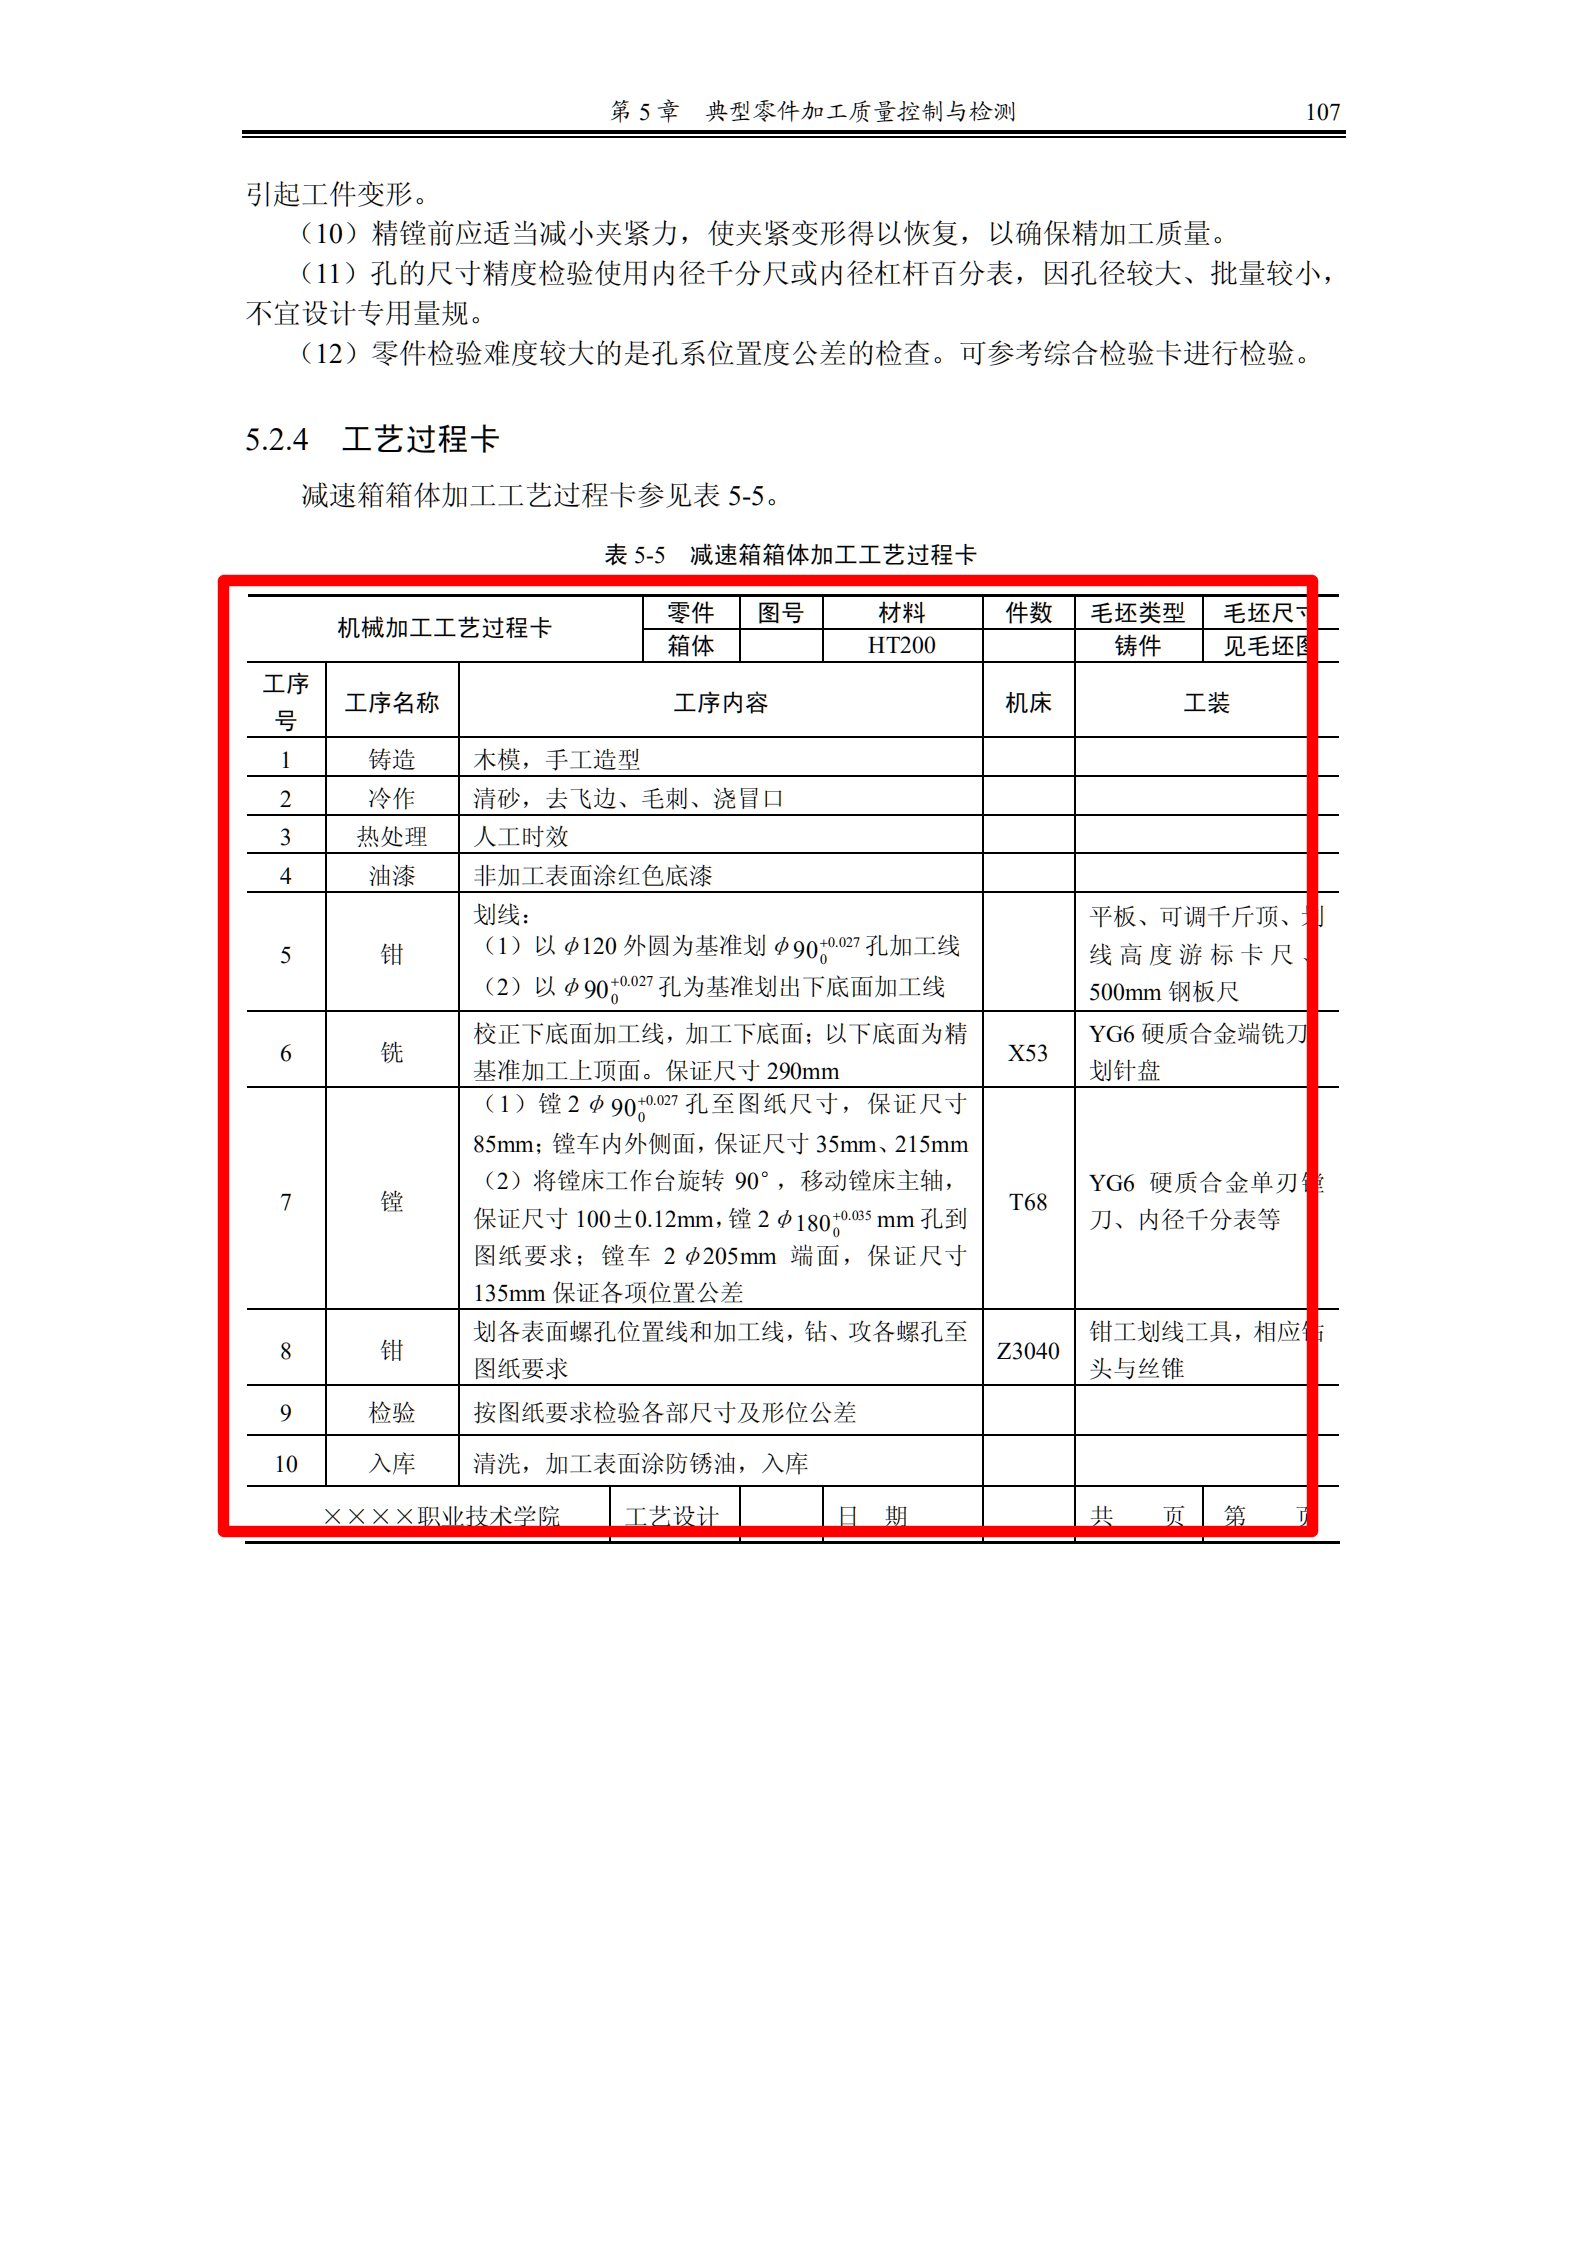 第 5 章 典型零件加工质量控制与检测 107
引起工件变形。
（10）精镗前应适当减小夹紧力，使夹紧变形得以恢复，以确保精加工质量。
（11）孔的尺寸精度检验使用内径千分尺或内径杠杆百分表，因孔径较大、批量较小，
不宜设计专用量规。
（12）零件检验难度较大的是孔系位置度公差的检查。可参考综合检验卡进行检验。
5.2.4 工艺过程卡
减速箱箱体加工工艺过程卡参见表 5-5。
表 5-5 减速箱箱体加工工艺过程卡
机械加工工艺过程卡 零件 图号 材料 件数 毛坯类型 毛坯尺寸
箱体 HT200 铸件 见毛坯图
工序号 工序名称 工序内容 机床 工装
1 铸造 木模，手工造型
2 冷作 清砂，去飞边、毛刺、浇冒口
3 热处理 人工时效
4 油漆 非加工表面涂红色底漆
5 钳
划线：
（1）以 φ120 外圆为基准划 φ90 +0.027 0 孔加工线
（2）以 φ90 +0.027 0 孔为基准划出下底面加工线
平板、可调千斤顶、划
线高度游标卡尺、
500mm 钢板尺
6 铣
校正下底面加工线，加工下底面；以下底面为精
基准加工上顶面。保证尺寸 290mm
X53
YG6 硬质合金端铣刀
划针盘
7 镗
（1）镗 2 φ90 +0.027 0 孔至图纸尺寸，保证尺寸
85mm；镗车内外侧面，保证尺寸 35mm、215mm
（2）将镗床工作台旋转 90°，移动镗床主轴，
保证尺寸 100±0.12mm，镗 2 φ180 +0.035 0 mm 孔到
图纸要求；镗车 2 φ205mm 端面，保证尺寸
135mm 保证各项位置公差
T68
YG6 硬质合金单刃镗
刀、内径千分表等
8 钳
划各表面螺孔位置线和加工线，钻、攻各螺孔至
图纸要求
Z3040
钳工划线工具，相应钻
头与丝锥
9 检验 按图纸要求检验各部尺寸及形位公差
10 入库 清洗，加工表面涂防锈油，入库
××××职业技术学院 工艺设计 日 期 共 页 第 页